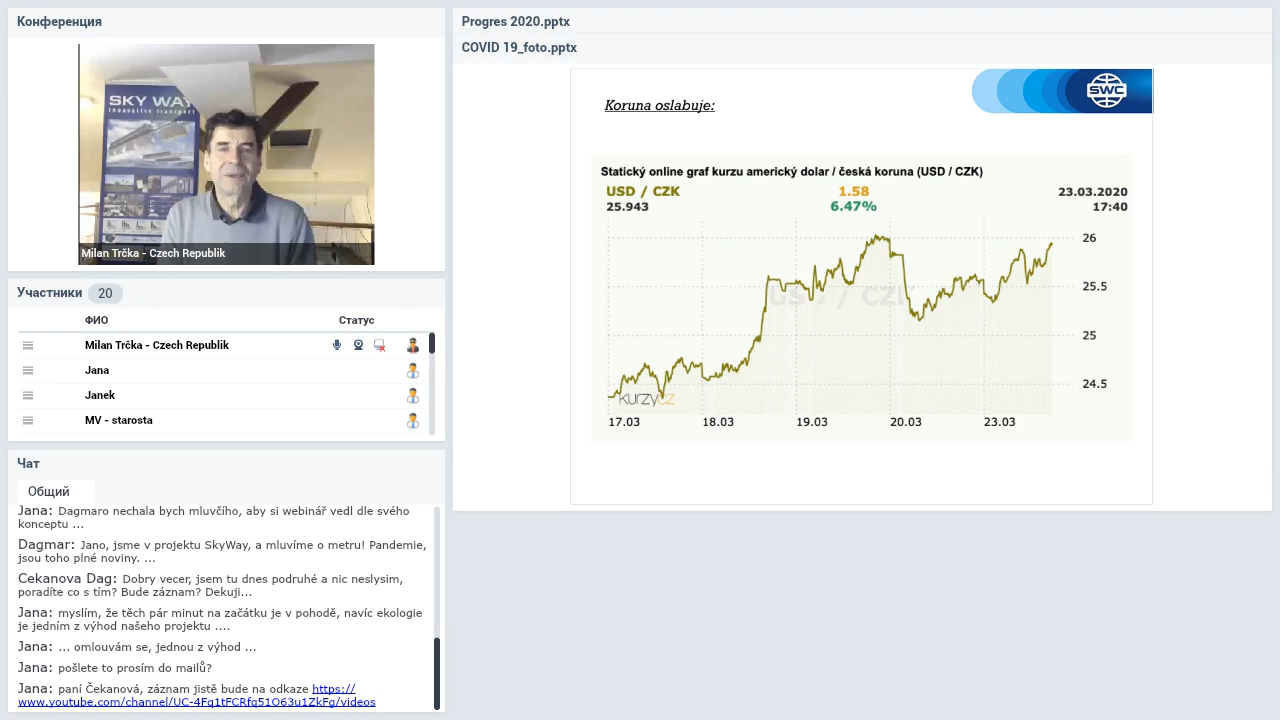 Конференция
SKY WAY
innovative transport
Milan Trčka - Czech Republik
Участники 20
ФИО Статус
Milan Trčka - Czech Republik
Jana
Janek
MV - starosta
Чат
Общий
Jana: Dagmaro nechala bych mluvčího, aby si webinář vedl dle svého
konceptu ...
Dagmar: Jano, jsme v projektu SkyWay, a mluvíme o metru! Pandemie,
jsou toho plné noviny. ...
Cekanova Dag: Dobry vecer, jsem tu dnes podruhé a nic neslysim,
poradíte co s tím? Bude záznam? Dekuji...
Jana: myslím, že těch pár minut na začátku je v pohodě, navíc ekologie
je jedním z výhod našeho projektu ....
Jana: ... omlouvám se, jednou z výhod ...
Jana: pošlete to prosím do mailů?
Jana: paní Čekanová, záznam jistě bude na odkaze https://
www.youtube.com/channel/UC-4Fq1tFCRfq51O63u1ZkFg/videos
Progres 2020.pptx
COVID 19_foto.pptx
SWC
Koruna oslabuje:
Statický online graf kurzu americký dolar / česká koruna (USD / CZK)
USD / CZK 1.58 23.03.2020
25.943 6.47% 17:40
26
25.5
USD / CZK
25
24.5
kurzycz
17.03 18.03 19.03 20.03 23.03